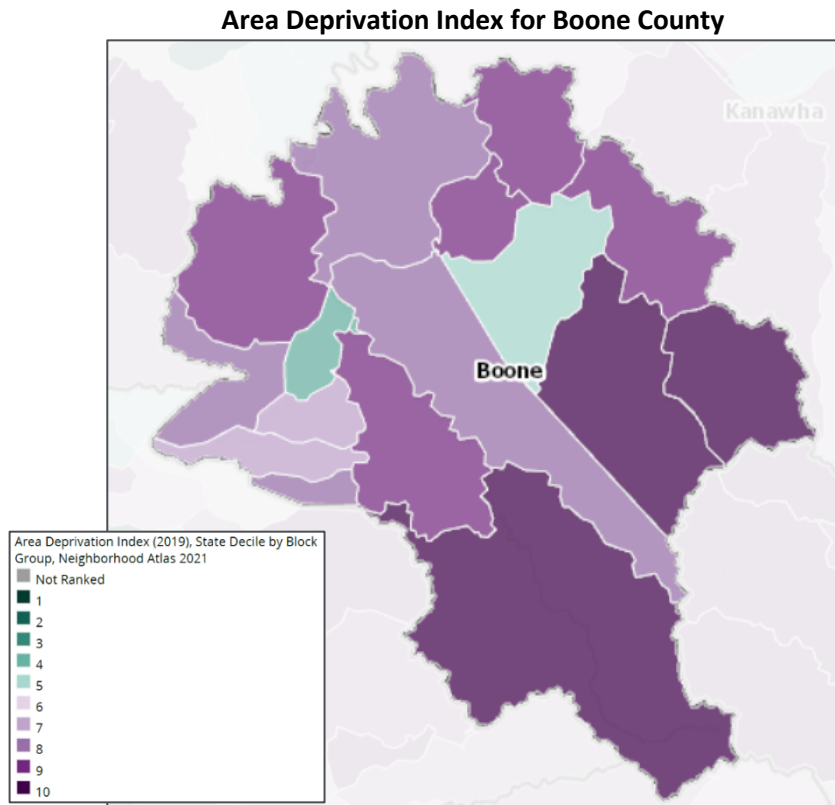 Area Deprivation Index for Boone County
Kanawha
Boone
Area Deprivation Index (2019), State Decile by Block
Group, Neighborhood Atlas 2021
Not Ranked
1
2
3
4
5
6
7
8
9
10